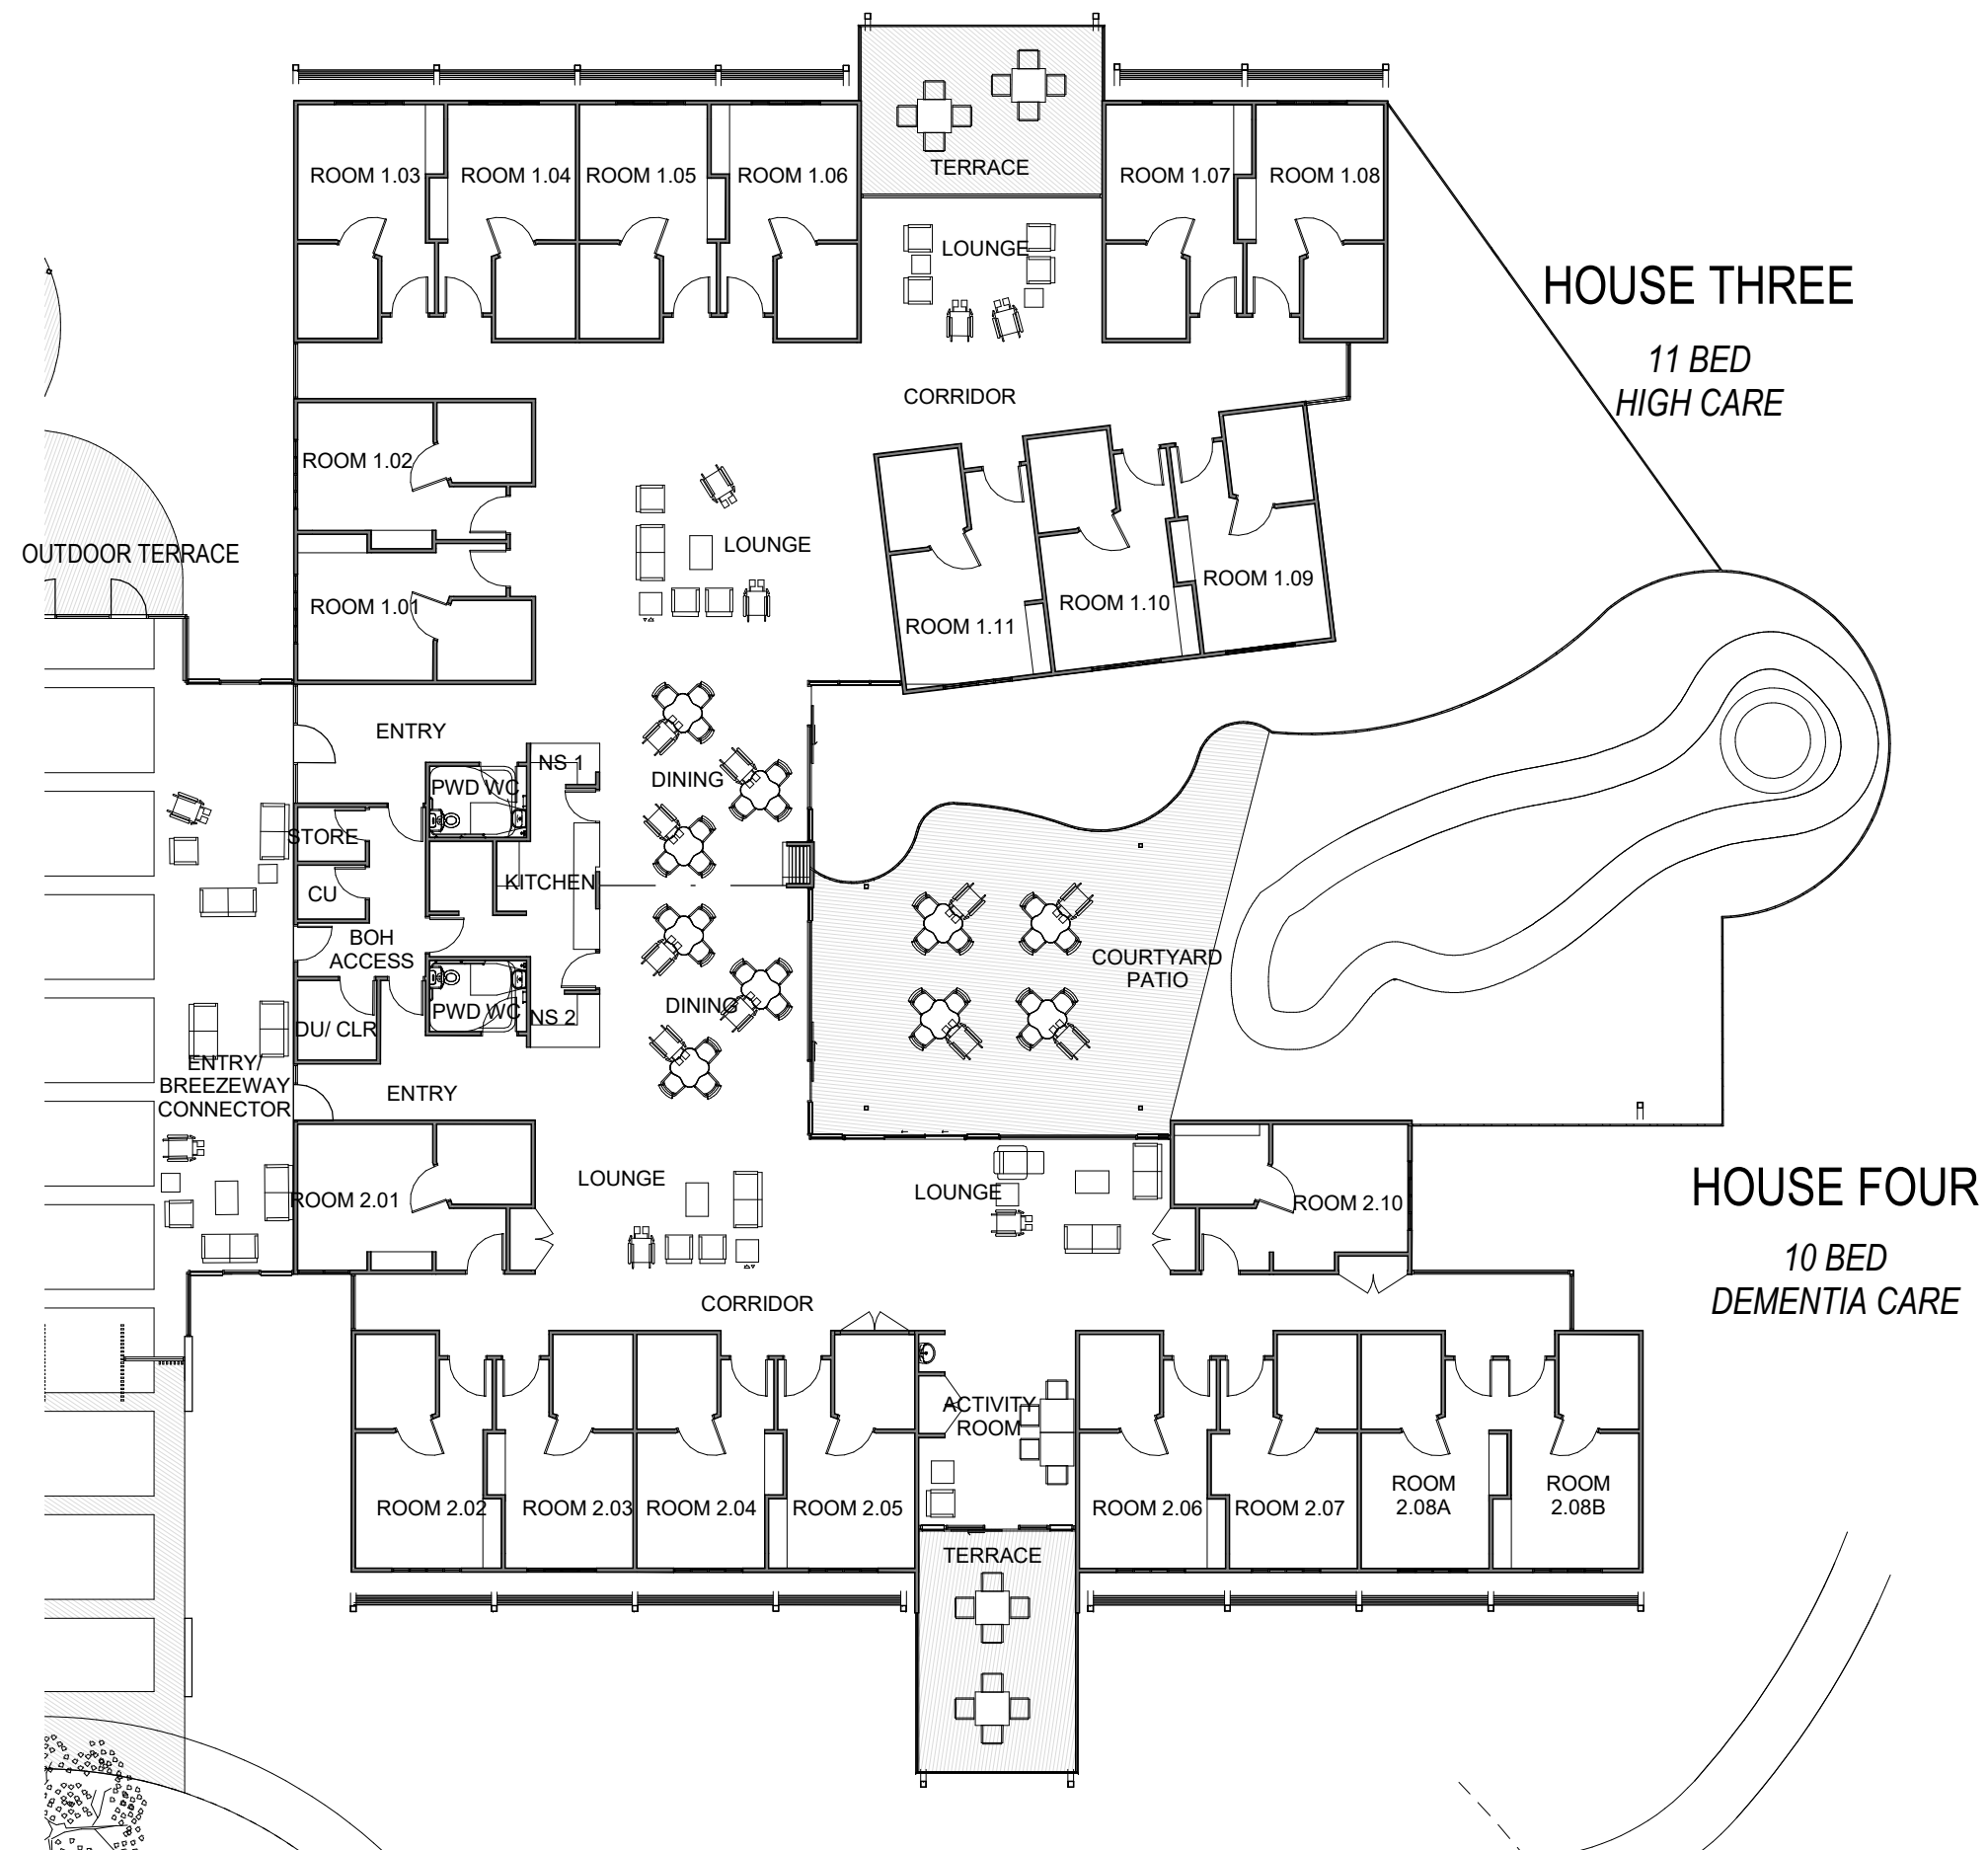 ROOM 1.03
ROOM 1.04
ROOM 1.05
ROOM 1.06
TERRACE
ROOM 1.07
ROOM 1.08
LOUNGE
HOUSE THREE
11 BED
HIGH CARE
CORRIDOR
ROOM 1.02
LOUNGE
OUTDOOR TERRACE
ROOM 1.01
ROOM 1.11
ROOM 1.10
ROOM 1.09
ENTRY
NS 1
PWD WC
DINING
STORE
KITCHEN
CU
BOH
ACCESS
COURTYARD
PATIO
DINING
PWD WC
NS 2
DU/ CLR
ENTRY/
BREEZEWAY
CONNECTOR
ENTRY
LOUNGE
LOUNGE
ROOM 2.01
ROOM 2.10
HOUSE FOUR
10 BED
DEMENTIA CARE
CORRIDOR
ACTIVITY
ROOM
ROOM 2.02
ROOM 2.03
ROOM 2.04
ROOM 2.05
ROOM 2.06
ROOM 2.07
ROOM
2.08A
ROOM
2.08B
TERRACE